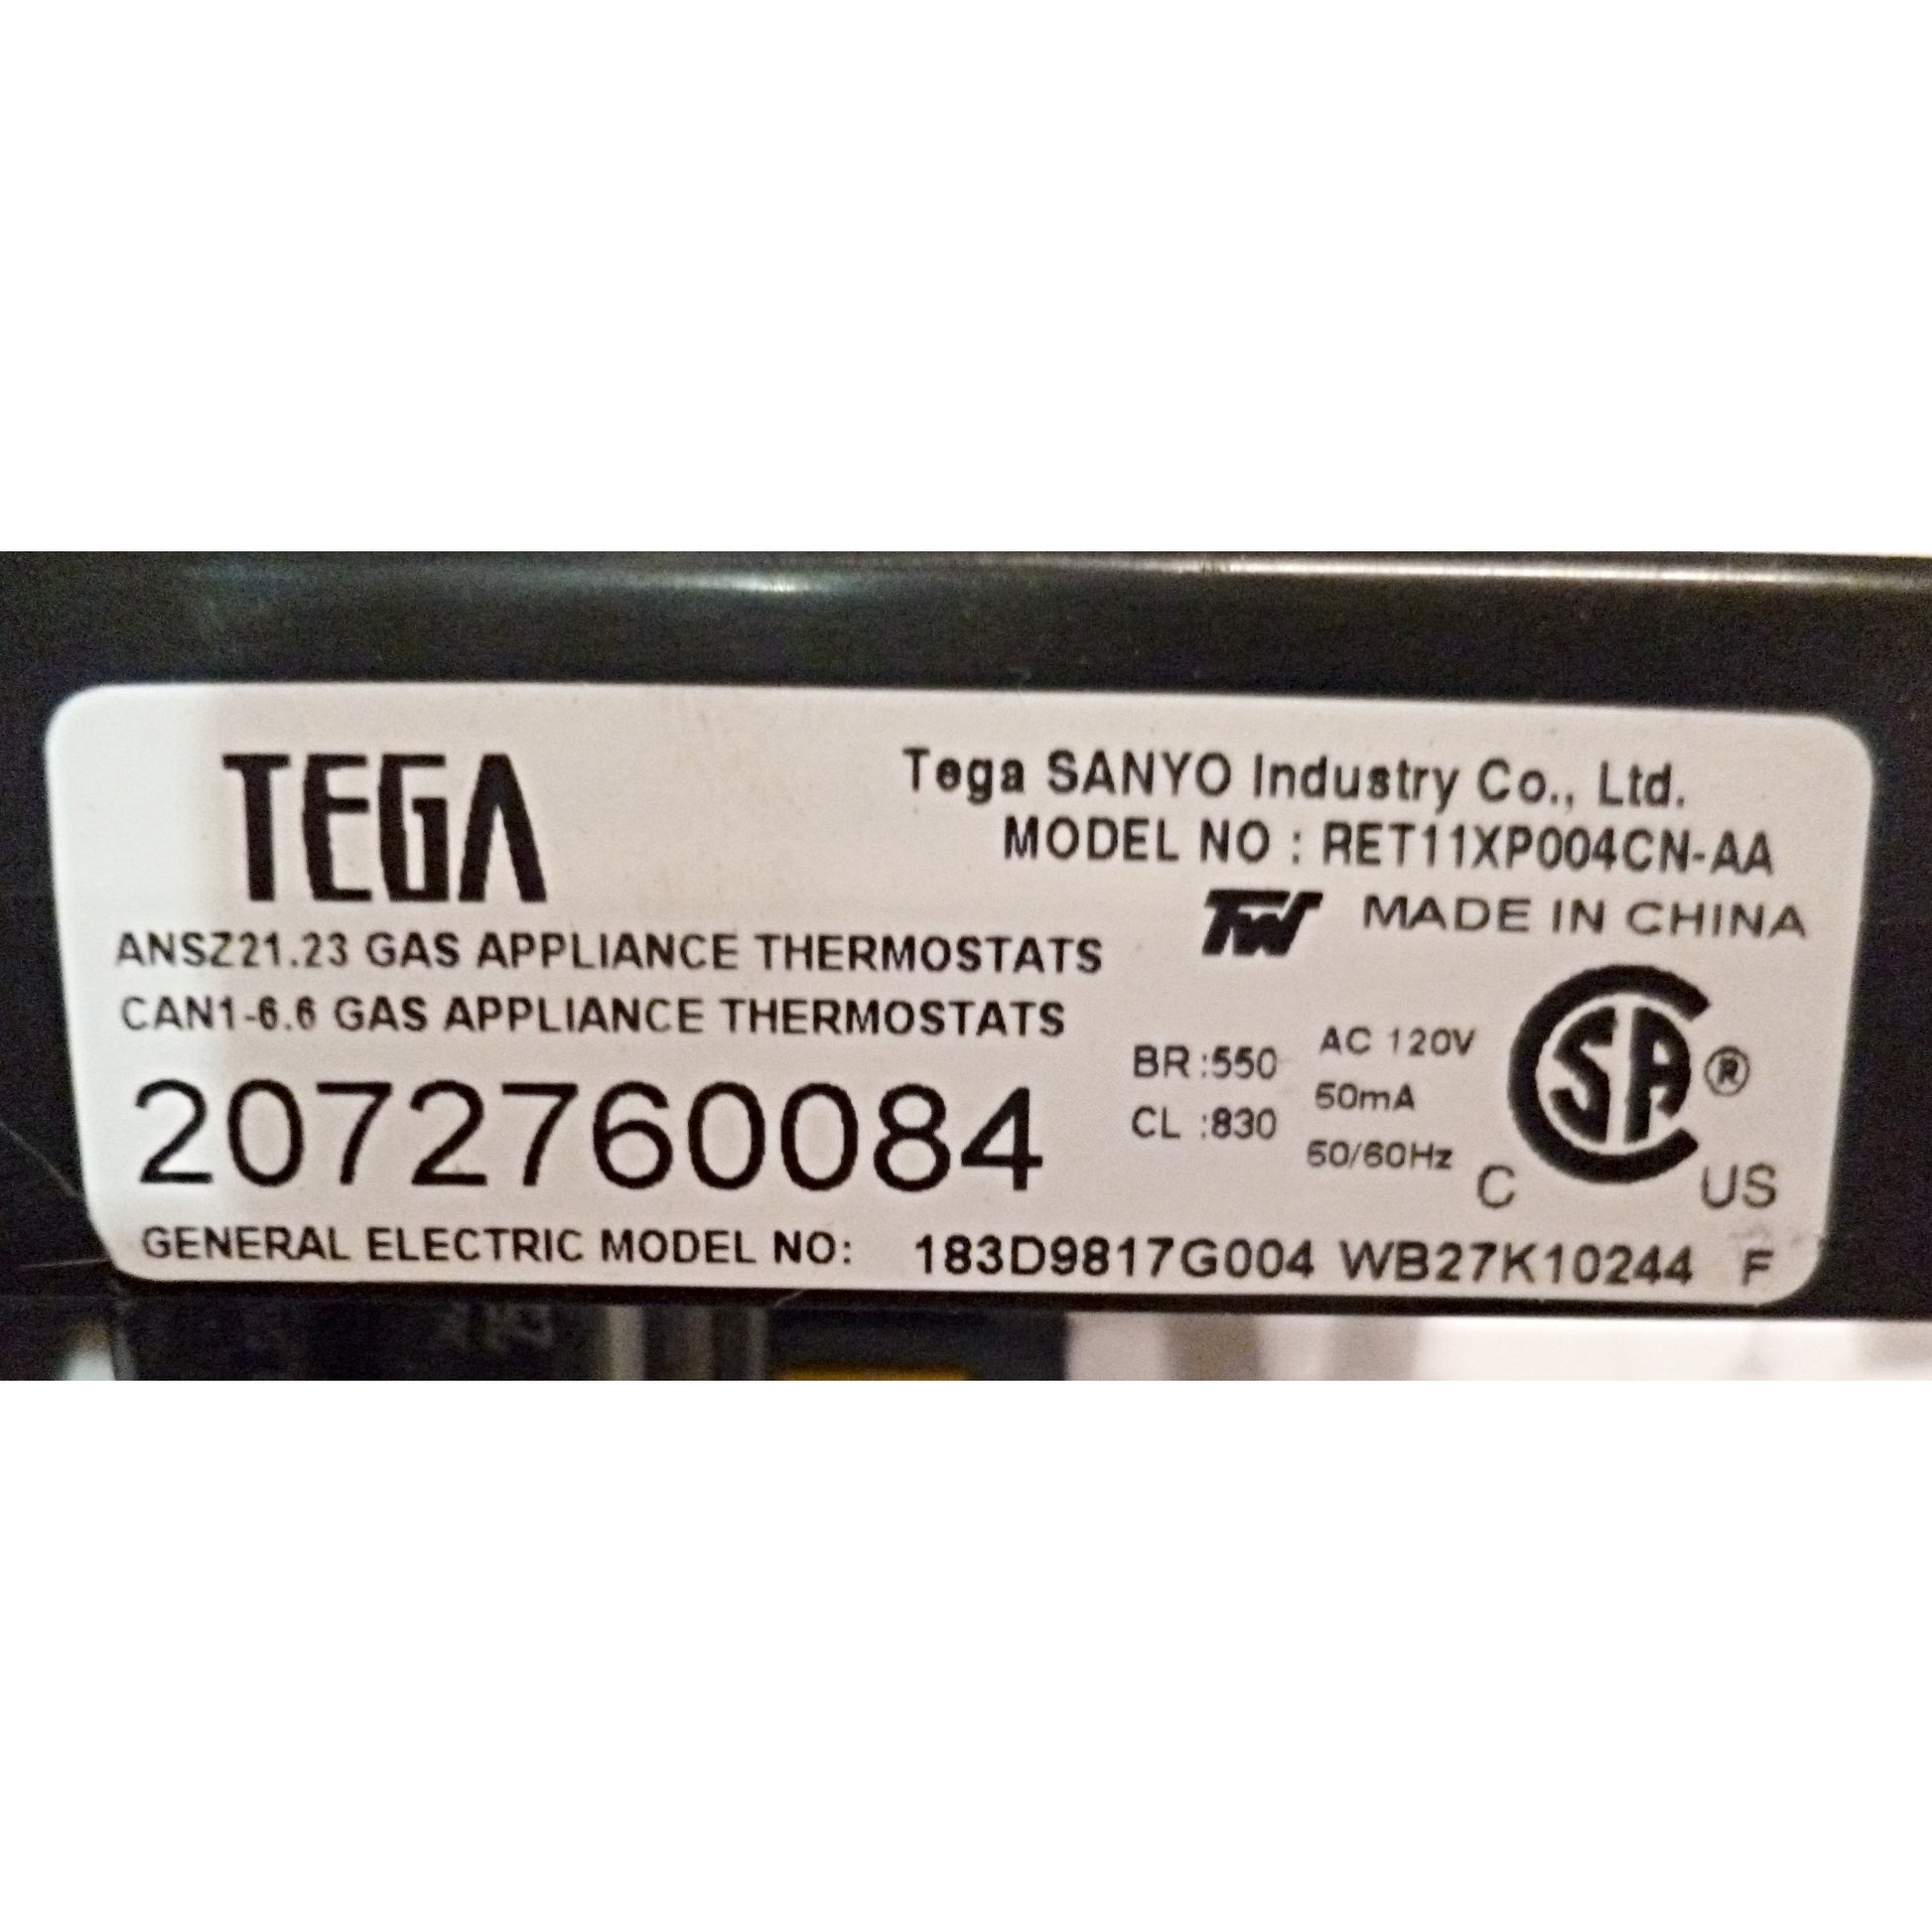 TEGA
Tega SANYO Industry Co., Ltd.
MODEL NO : RET11XP004CN-AA
TW MADE IN CHINA
ANSZ21.23 GAS APPLIANCE THERMOSTATS
CAN1-6.6 GAS APPLIANCE THERMOSTATS
2072760084
BR :550
CL :830
AC 120V
50mA
50/60Hz
C SA ® C US
GENERAL ELECTRIC MODEL NO: 183D9817G004 WB27K10244 F